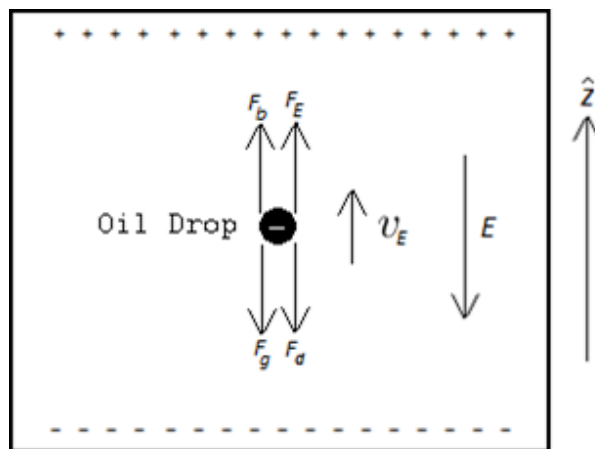 + + + + + + + + + + + + + + + +
ẑ
F_b F_E
Oil Drop − v_E E
F_g F_d
− − − − − − − − − − − − − − − −